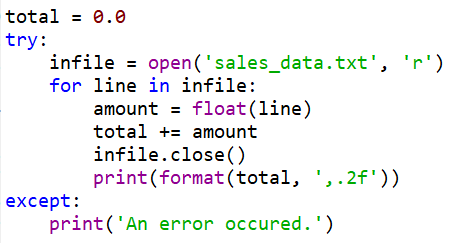 total = 0.0
try:
    infile = open('sales_data.txt', 'r')
    for line in infile:
        amount = float(line)
        total += amount
        infile.close()
        print(format(total, ',.2f'))
except:
    print('An error occured.')